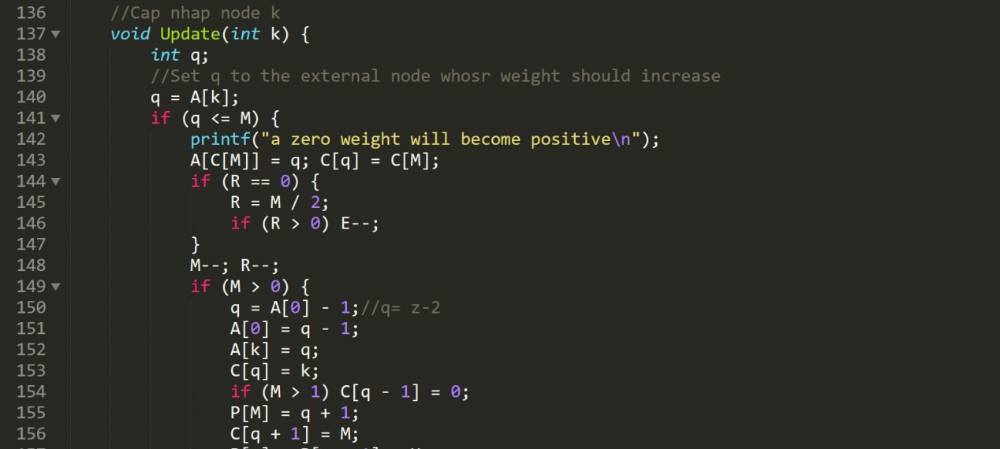 136 //Cap nhap node k
137 void Update(int k) {
138 int q;
139 //Set q to the external node whosr weight should increase
140 q = A[k];
141 if (q <= M) {
142 printf("a zero weight will become positive\n");
143 A[C[M]] = q; C[q] = C[M];
144 if (R == 0) {
145 R = M / 2;
146 if (R > 0) E--;
147 }
148 M--; R--;
149 if (M > 0) {
150 q = A[0] - 1;//q= z-2
151 A[0] = q - 1;
152 A[k] = q;
153 C[q] = k;
154 if (M > 1) C[q - 1] = 0;
155 P[M] = q + 1;
156 C[q + 1] = M;